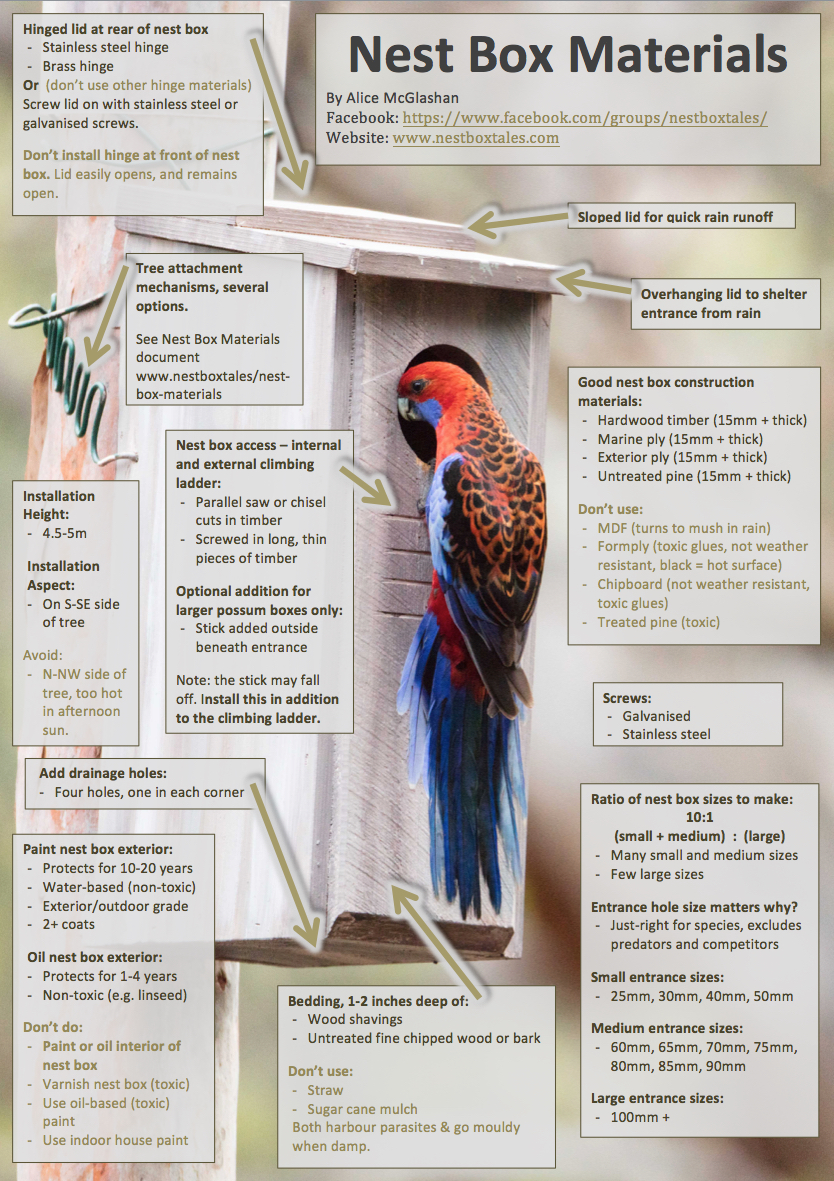 Nest Box Materials
By Alice McGlashan
Facebook: https://www.facebook.com/groups/nestboxtales/
Website: www.nestboxtales.com
Hinged lid at rear of nest box
- Stainless steel hinge
- Brass hinge
Or (don't use other hinge materials)
Screw lid on with stainless steel or
galvanised screws.
Don't install hinge at front of nest
box. Lid easily opens, and remains
open.
Sloped lid for quick rain runoff
Overhanging lid to shelter
entrance from rain
Tree attachment
mechanisms, several
options.
See Nest Box Materials
document
www.nestboxtales/nest-
box-materials
Good nest box construction
materials:
- Hardwood timber (15mm + thick)
- Marine ply (15mm + thick)
- Exterior ply (15mm + thick)
- Untreated pine (15mm + thick)
Don't use:
- MDF (turns to mush in rain)
- Formply (toxic glues, not weather
resistant, black = hot surface)
- Chipboard (not weather resistant,
toxic glues)
- Treated pine (toxic)
Nest box access – internal
and external climbing
ladder:
- Parallel saw or chisel
cuts in timber
- Screwed in long, thin
pieces of timber
Optional addition for
larger possum boxes only:
- Stick added outside
beneath entrance
Note: the stick may fall
off. Install this in addition
to the climbing ladder.
Installation
Height:
- 4.5-5m
Installation
Aspect:
- On S-SE side
of tree
Avoid:
- N-NW side of
tree, too hot
in afternoon
sun.
Screws:
- Galvanised
- Stainless steel
Add drainage holes:
- Four holes, one in each corner
Ratio of nest box sizes to make:
10:1
(small + medium) : (large)
- Many small and medium sizes
- Few large sizes
Entrance hole size matters why?
- Just-right for species, excludes
predators and competitors
Small entrance sizes:
- 25mm, 30mm, 40mm, 50mm
Medium entrance sizes:
- 60mm, 65mm, 70mm, 75mm,
80mm, 85mm, 90mm
Large entrance sizes:
- 100mm +
Paint nest box exterior:
- Protects for 10-20 years
- Water-based (non-toxic)
- Exterior/outdoor grade
- 2+ coats
Oil nest box exterior:
- Protects for 1-4 years
- Non-toxic (e.g. linseed)
Don't do:
- Paint or oil interior of
nest box
- Varnish nest box (toxic)
- Use oil-based (toxic)
paint
- Use indoor house paint
Bedding, 1-2 inches deep of:
- Wood shavings
- Untreated fine chipped wood or bark
Don't use:
- Straw
- Sugar cane mulch
Both harbour parasites & go mouldy
when damp.